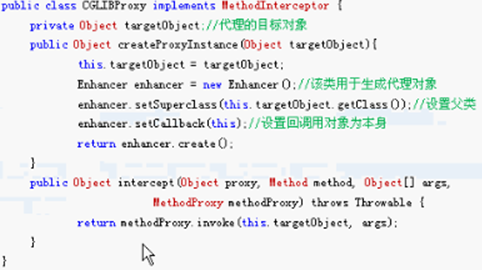 public class CGLIBProxy implements MethodInterceptor {
private Object targetObject;//代理的目标对象
public Object createProxyInstance(Object targetObject){
this.targetObject = targetObject;
Enhancer enhancer = new Enhancer();//该类用于生成代理对象
enhancer.setSuperclass(this.targetObject.getClass());//设置父类
enhancer.setCallback(this);//设置回调用对象为本身
return enhancer.create();
}
public Object intercept(Object proxy, Method method, Object[] args,
MethodProxy methodProxy) throws Throwable {
return methodProxy.invoke(this.targetObject, args);
}
}